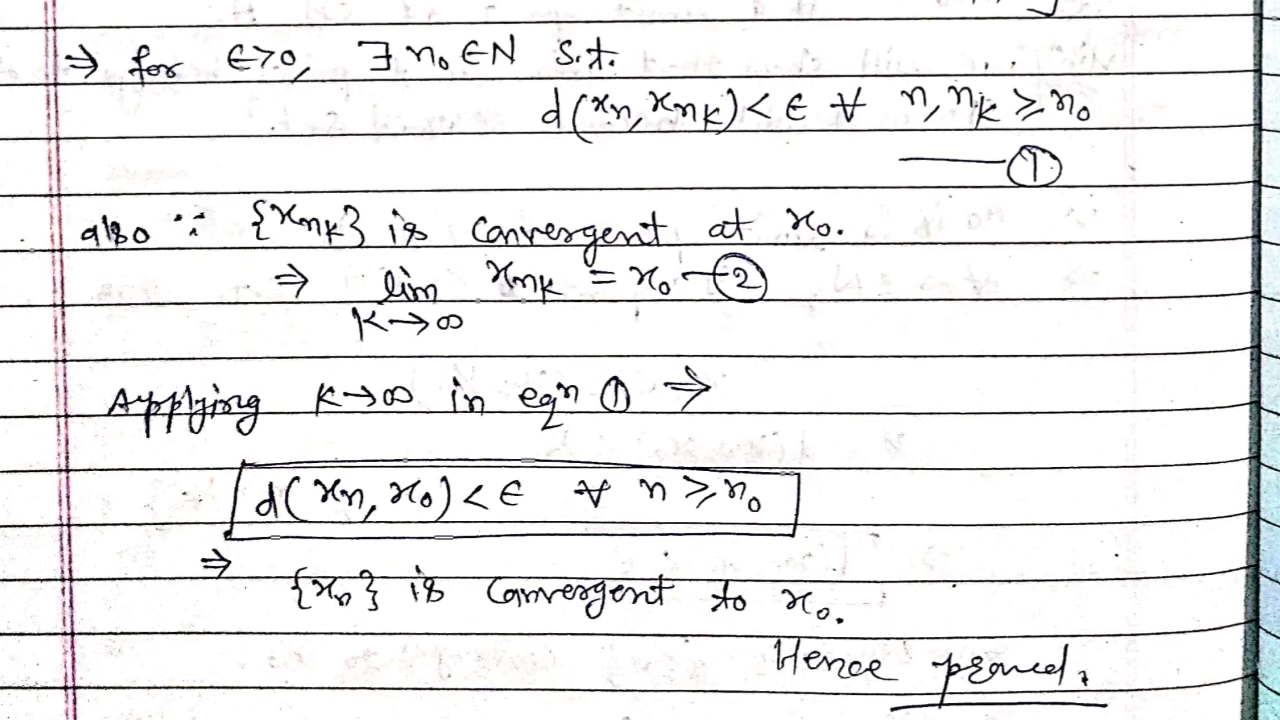 ⇒ for ∈>0, ∃ n₀ ∈N s.t.
d(xn, xnk) < ∈ ∀ n, nk ≥ n₀
—— ①
also ∵ {xnk} is convergent at x₀.
⇒ lim xnk = x₀ — ②
K→∞
Applying K→∞ in eqn ① ⇒
d(xn, x₀) < ∈ ∀ n ≥ n₀
⇒
{xn} is convergent to x₀.
Hence proved.